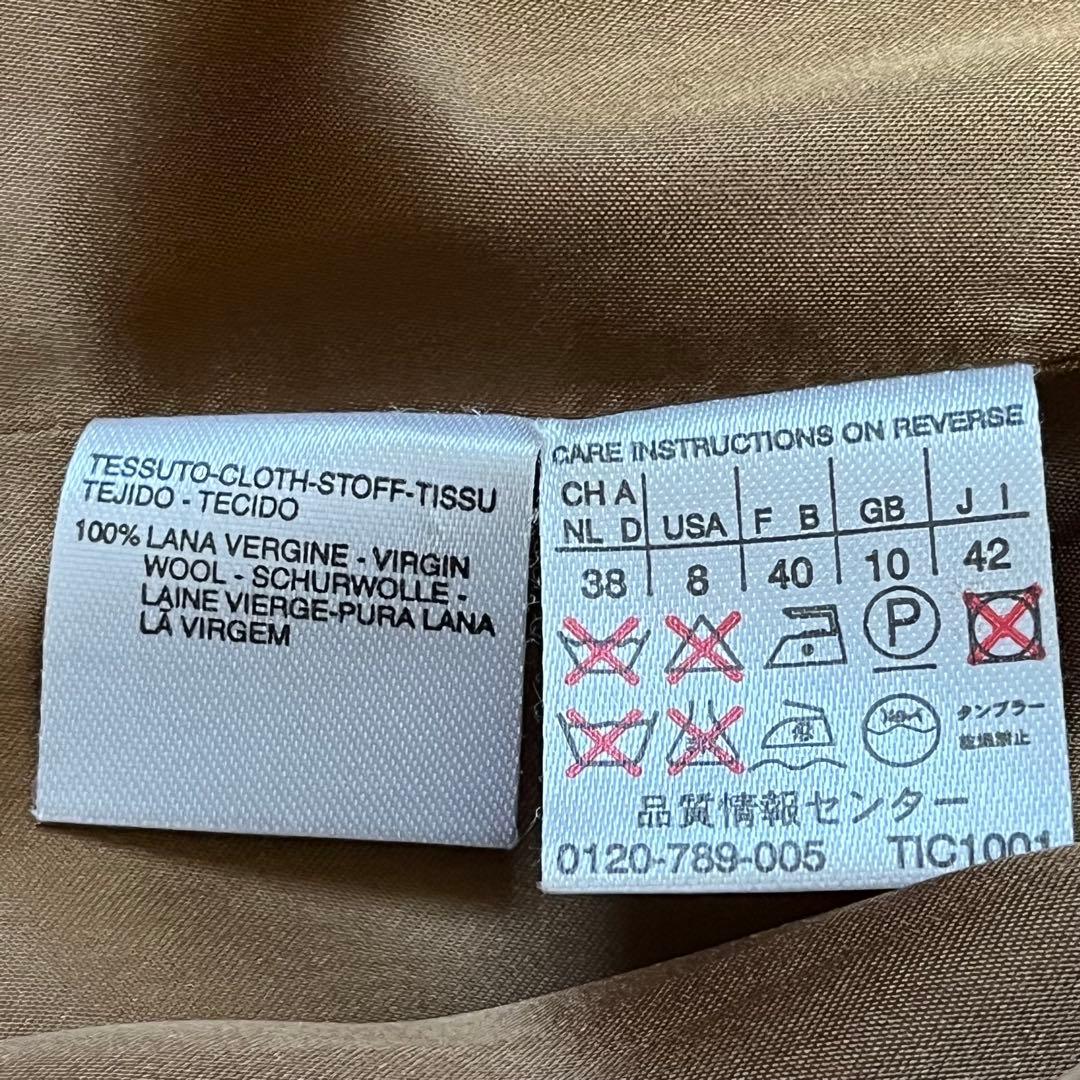 TESSUTO-CLOTH-STOFF-TISSU
TEJIDO - TECIDO
100% LANA VERGINE - VIRGIN
WOOL - SCHURWOLLE -
LAINE VIERGE-PURA LANA
LÂ VIRGEM
CARE INSTRUCTIONS ON REVERSE
CH A
NL D USA F B GB J I
38 8 40 10 42
P
タンブラー
乾燥禁止
品質情報センター
0120-789-005 TIC1001